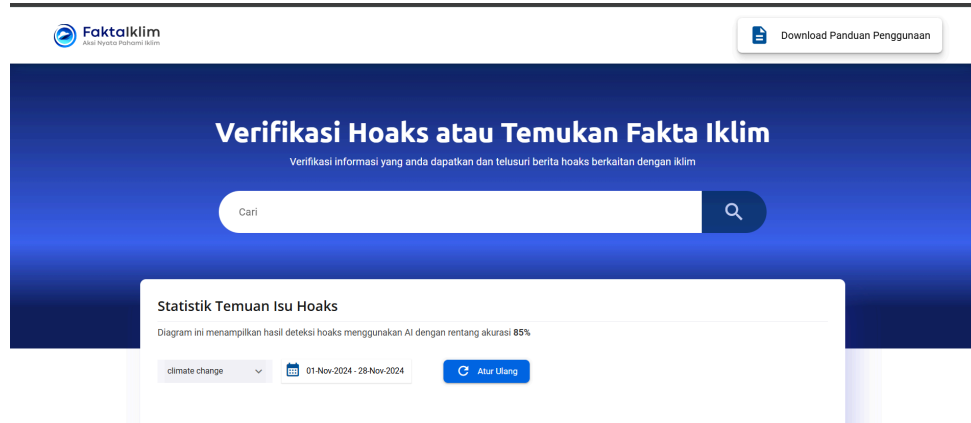 FaktaIklim
Aksi Nyata Pahami Iklim
Download Panduan Penggunaan
Verifikasi Hoaks atau Temukan Fakta Iklim
Verifikasi informasi yang anda dapatkan dan telusuri berita hoaks berkaitan dengan iklim
Cari
Statistik Temuan Isu Hoaks
Diagram ini menampilkan hasil deteksi hoaks menggunakan AI dengan rentang akurasi 85%
climate change
01-Nov-2024 - 28-Nov-2024
Atur Ulang